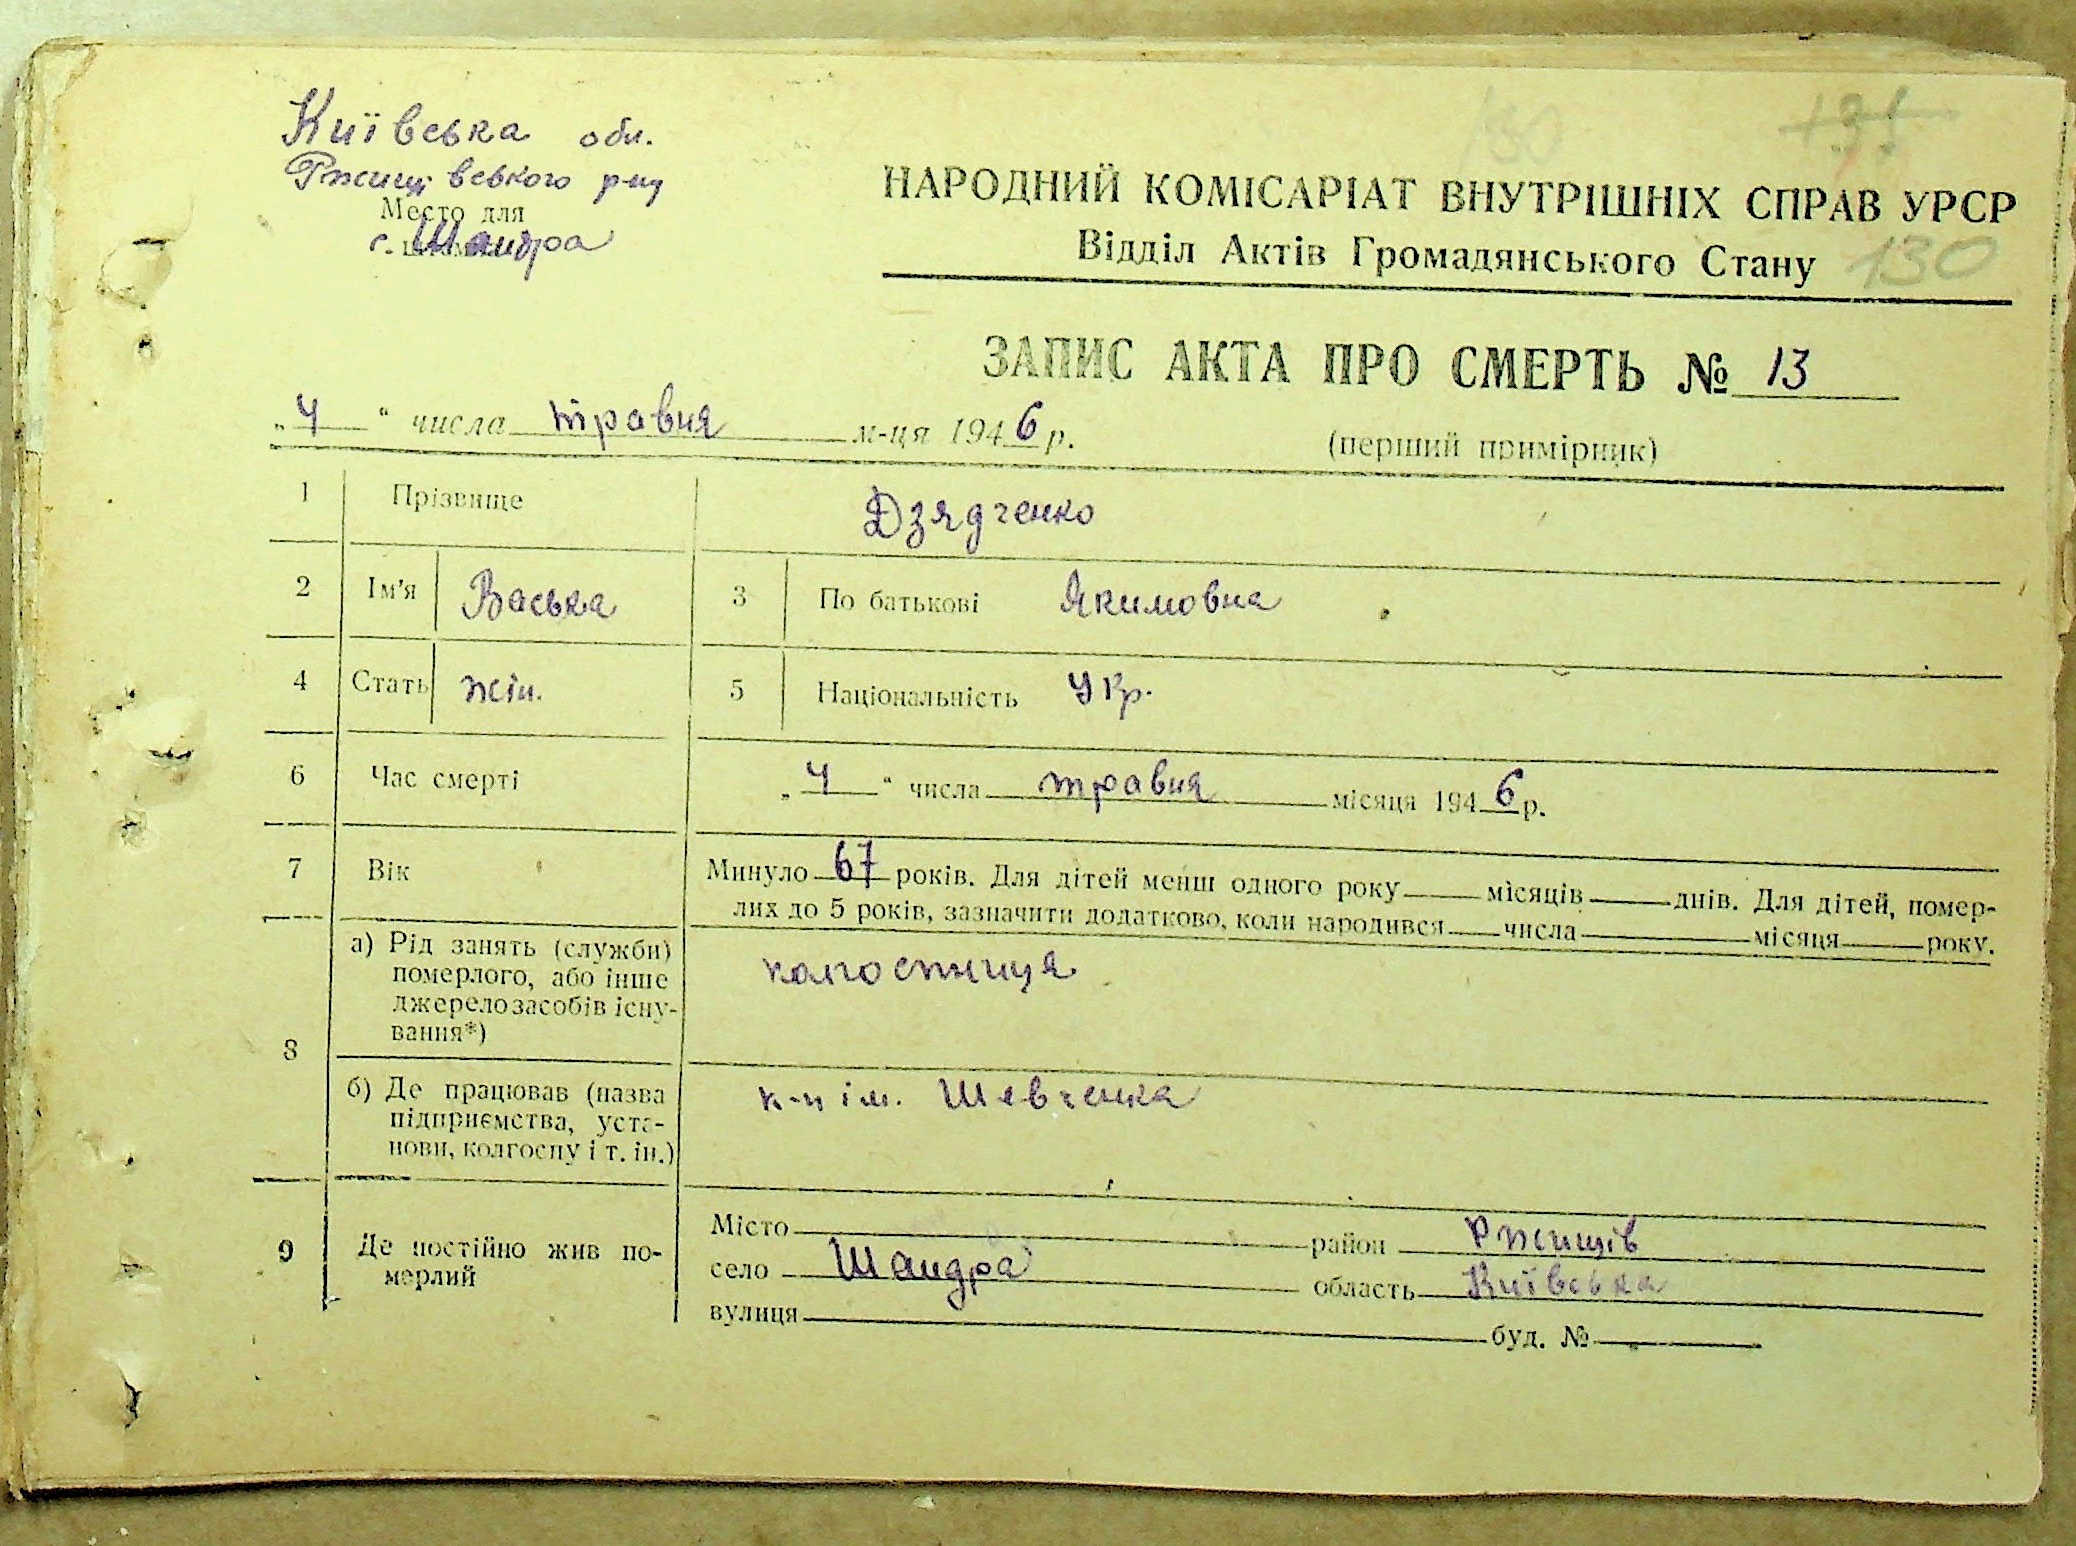 Київська обл.
Ржищівського р-ну
Место для
с. Шандра
130
НАРОДНИЙ КОМІСАРІАТ ВНУТРІШНІХ СПРАВ УРСР
Відділ Актів Громадянського Стану 130
ЗАПИС АКТА ПРО СМЕРТЬ № 13
„4“ числа травня м-ця 1946 р.
(перший примірник)
1 Прізвище Дзядченко
2 Ім'я Васька 3 По батькові Якимовна
4 Стать жін. 5 Національність Укр.
6 Час смерті „4“ числа травня місяця 1946 р.
7 Вік Минуло 67 років. Для дітей менш одного року місяців днів. Для дітей, помер-
лих до 5 років, зазначити додатково, коли народився числа місяця року.
8 а) Рід занять (служби) колгоспниця
померлого, або інше
джерело засобів існу-
вання*)
б) Де працював (назва к-п ім. Шевченка
підприємства, уста-
нови, колгоспу і т. ін.)
9 Де постійно жив по-
мерлий
Місто район Ржищів
село Шандра область Київська
вулиця буд. №